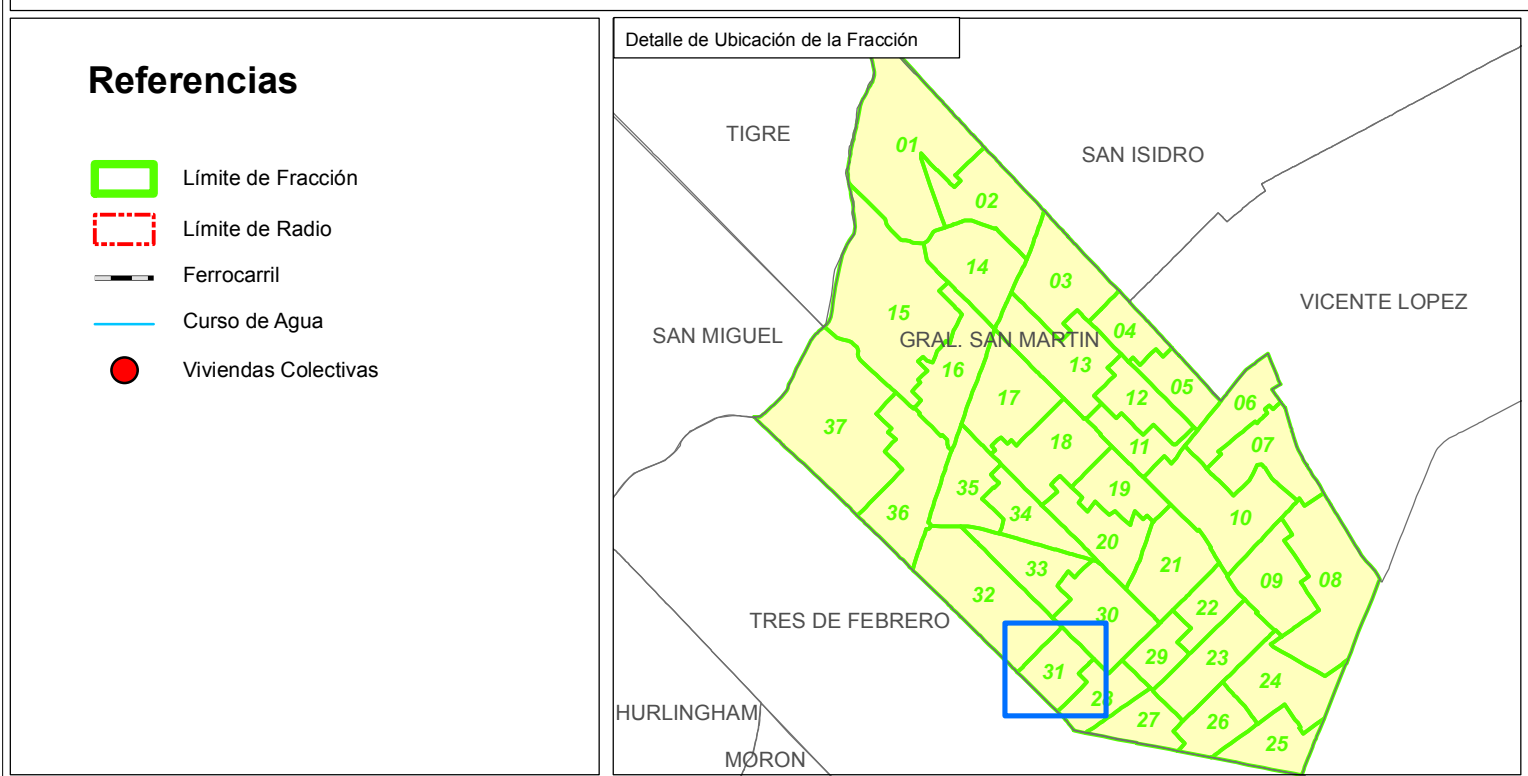 Referencias
Límite de Fracción
Límite de Radio
Ferrocarril
Curso de Agua
Viviendas Colectivas
Detalle de Ubicación de la Fracción
TIGRE
SAN ISIDRO
01
02
14
03
VICENTE LOPEZ
15
SAN MIGUEL
GRAL. SAN MARTIN
04
13
16
05
17
12
06
37
18
11
07
35
19
36
34
10
20
33
21
09
08
32
22
TRES DE FEBRERO
30
31
29
23
24
28
27
26
25
HURLINGHAM
MORON